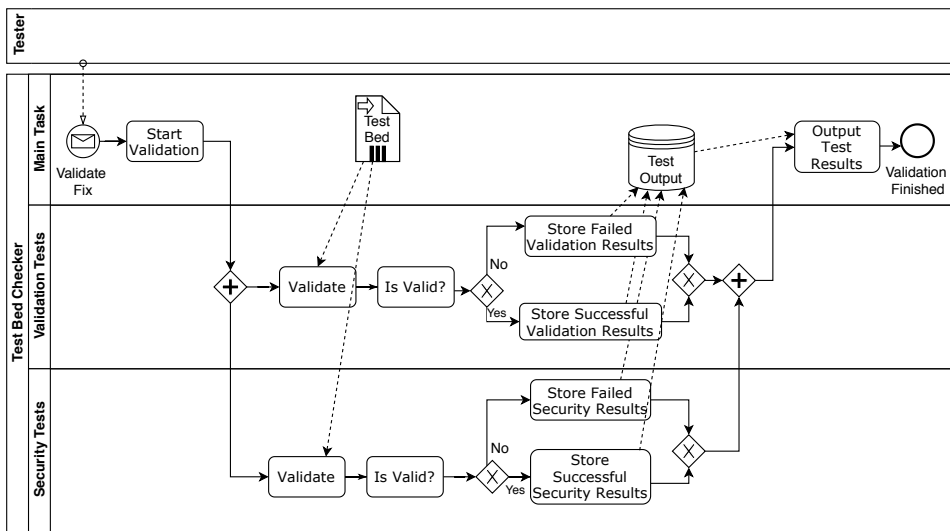 Tester
Test Bed Checker
Main Task
Validate
Fix
Start
Validation
Test
Bed
Test
Output
Output
Test
Results
Validation
Finished
Validation Tests
Validate
Is Valid?
No
Yes
Store Failed
Validation Results
Store Successful
Validation Results
Security Tests
Validate
Is Valid?
No
Yes
Store Failed
Security Results
Store
Successful
Security Results